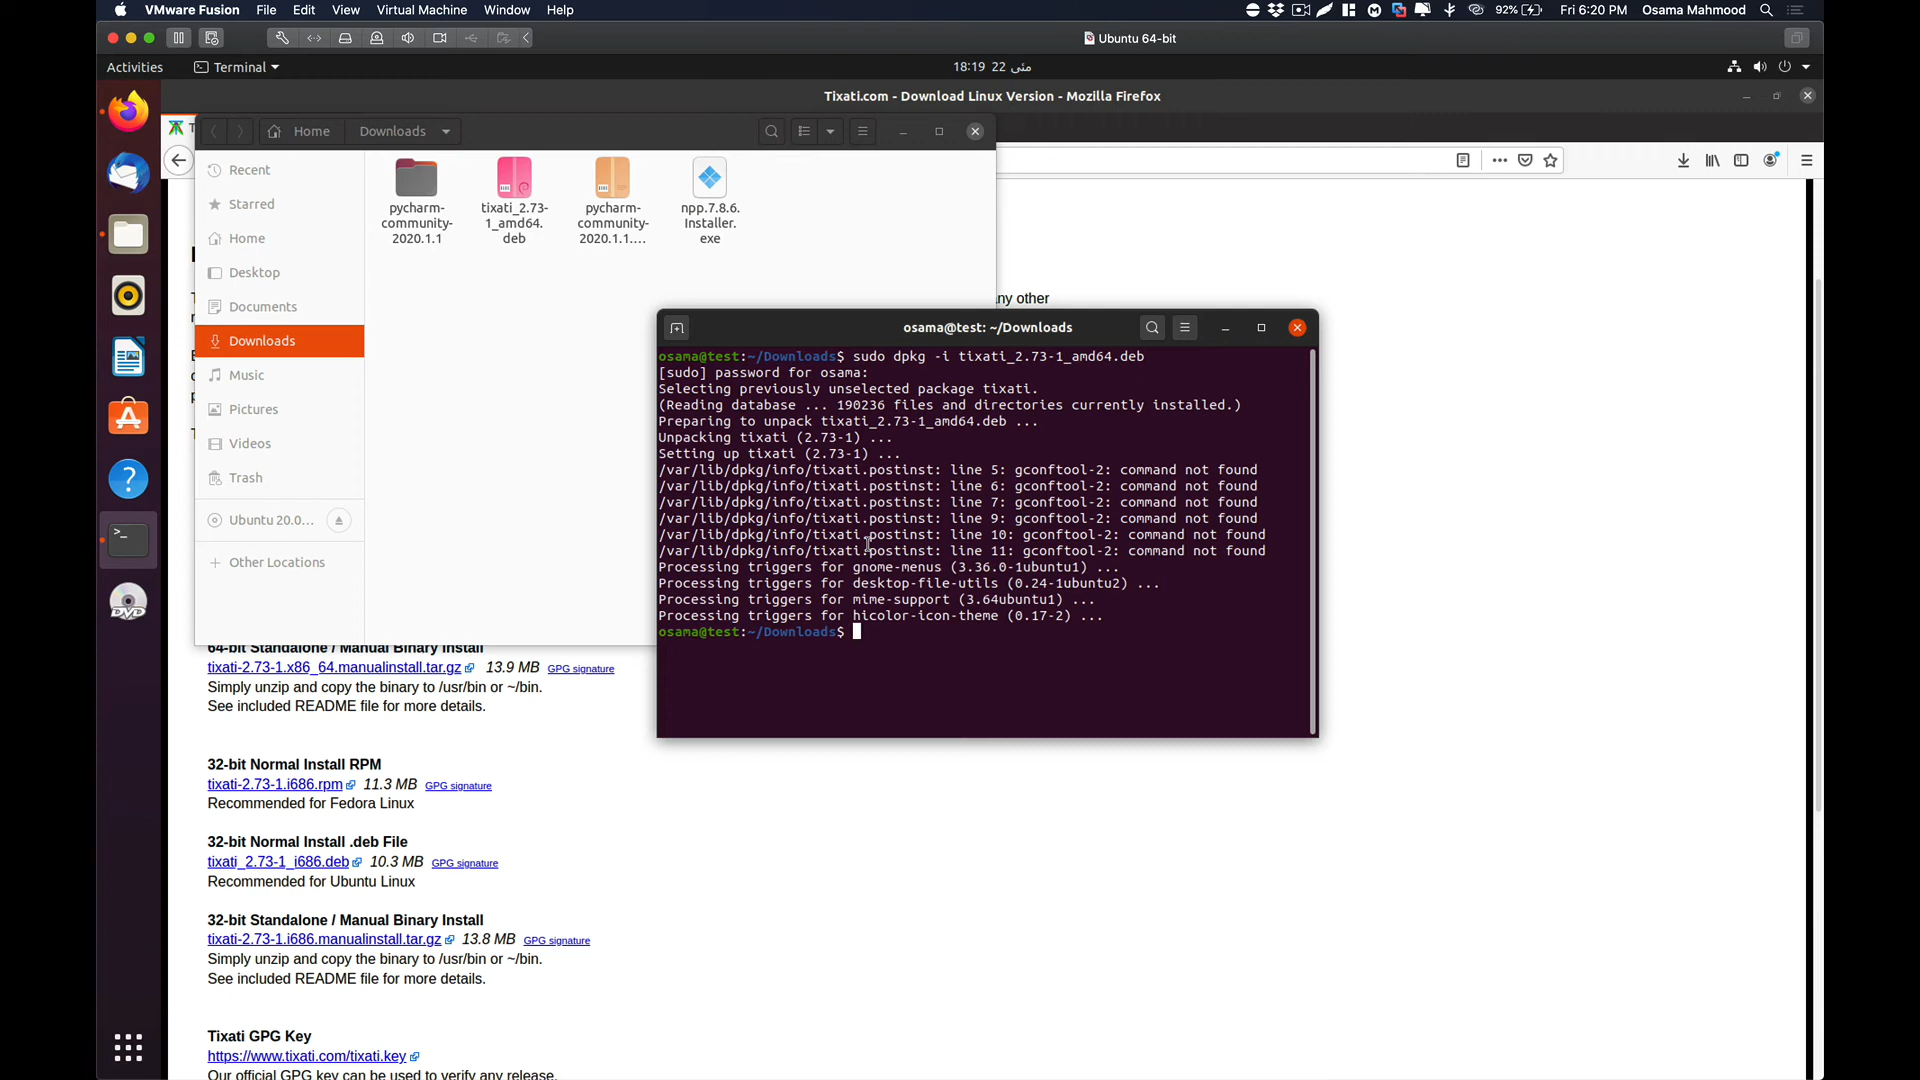 VMware Fusion File Edit View Virtual Machine Window Help
92% Fri 6:20 PM Osama Mahmood
Ubuntu 64-bit
Activities Terminal
18:19 22 مئی
Tixati.com - Download Linux Version - Mozilla Firefox
Home Downloads
Recent
Starred
Home
Desktop
Documents
Downloads
Music
Pictures
Videos
Trash
Ubuntu 20.0...
Other Locations
pycharm-
community-
2020.1.1
tixati_2.73-
1_amd64.
deb
pycharm-
community-
2020.1.1....
npp.7.8.6.
Installer.
exe
ny other
osama@test: ~/Downloads
osama@test:~/Downloads$ sudo dpkg -i tixati_2.73-1_amd64.deb
[sudo] password for osama:
Selecting previously unselected package tixati.
(Reading database ... 190236 files and directories currently installed.)
Preparing to unpack tixati_2.73-1_amd64.deb ...
Unpacking tixati (2.73-1) ...
Setting up tixati (2.73-1) ...
/var/lib/dpkg/info/tixati.postinst: line 5: gconftool-2: command not found
/var/lib/dpkg/info/tixati.postinst: line 6: gconftool-2: command not found
/var/lib/dpkg/info/tixati.postinst: line 7: gconftool-2: command not found
/var/lib/dpkg/info/tixati.postinst: line 9: gconftool-2: command not found
/var/lib/dpkg/info/tixati.postinst: line 10: gconftool-2: command not found
/var/lib/dpkg/info/tixati.postinst: line 11: gconftool-2: command not found
Processing triggers for gnome-menus (3.36.0-1ubuntu1) ...
Processing triggers for desktop-file-utils (0.24-1ubuntu2) ...
Processing triggers for mime-support (3.64ubuntu1) ...
Processing triggers for hicolor-icon-theme (0.17-2) ...
osama@test:~/Downloads$
64-bit Standalone / Manual Binary Install
tixati-2.73-1.x86_64.manualinstall.tar.gz 13.9 MB GPG signature
Simply unzip and copy the binary to /usr/bin or ~/bin.
See included README file for more details.
32-bit Normal Install RPM
tixati-2.73-1.i686.rpm 11.3 MB GPG signature
Recommended for Fedora Linux
32-bit Normal Install .deb File
tixati_2.73-1_i686.deb 10.3 MB GPG signature
Recommended for Ubuntu Linux
32-bit Standalone / Manual Binary Install
tixati-2.73-1.i686.manualinstall.tar.gz 13.8 MB GPG signature
Simply unzip and copy the binary to /usr/bin or ~/bin.
See included README file for more details.
Tixati GPG Key
https://www.tixati.com/tixati.key
Our official GPG key can be used to verify any release.